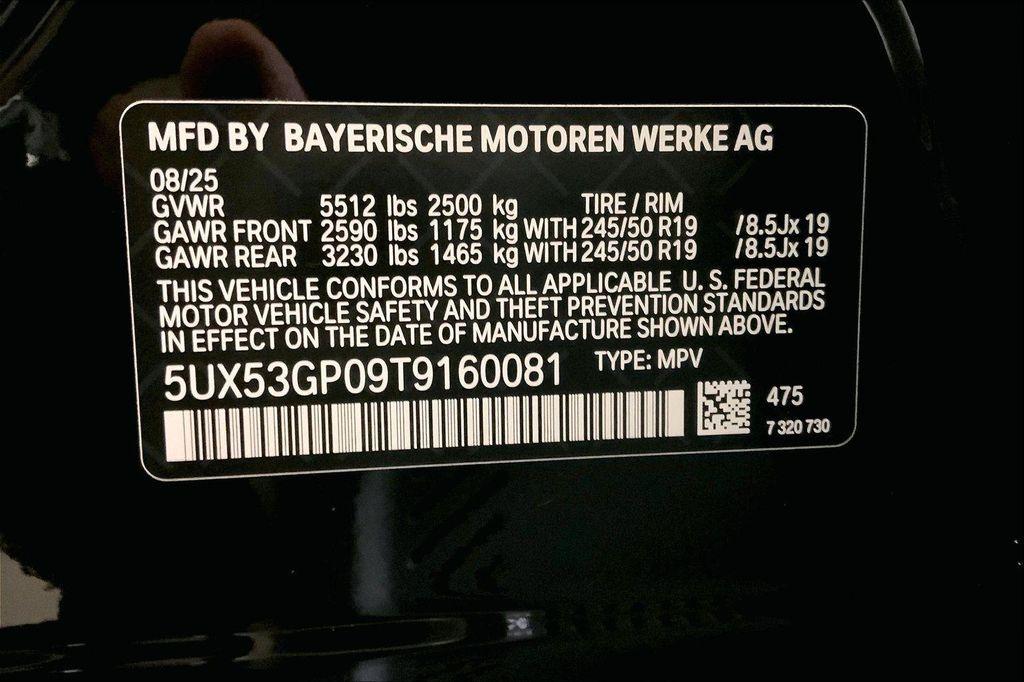 MFD BY BAYERISCHE MOTOREN WERKE AG
08/25
GVWR 5512 lbs 2500 kg TIRE / RIM
GAWR FRONT 2590 lbs 1175 kg WITH 245/50 R19 /8.5Jx 19
GAWR REAR 3230 lbs 1465 kg WITH 245/50 R19 /8.5Jx 19
THIS VEHICLE CONFORMS TO ALL APPLICABLE U. S. FEDERAL
MOTOR VEHICLE SAFETY AND THEFT PREVENTION STANDARDS
IN EFFECT ON THE DATE OF MANUFACTURE SHOWN ABOVE.
5UX53GP09T9160081 TYPE: MPV
475
7 320 730